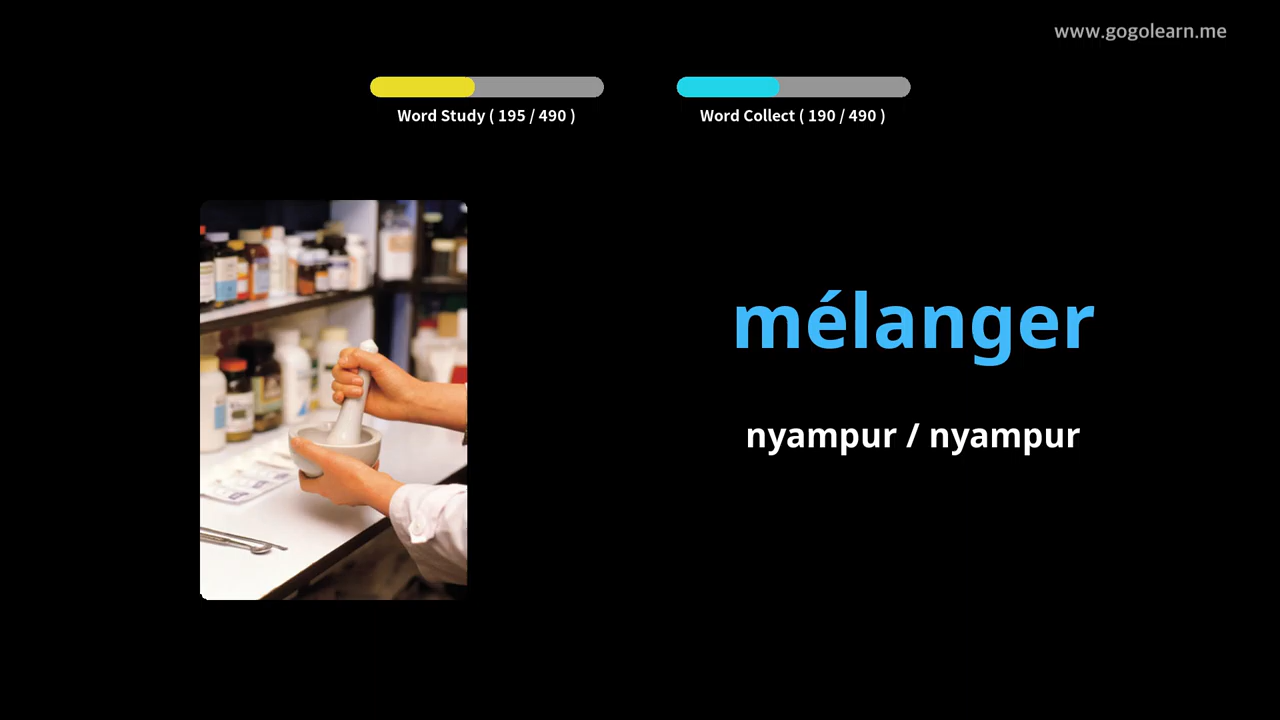 www.gogolearn.me
Word Study ( 195 / 490 )
Word Collect ( 190 / 490 )
mélanger
nyampur / nyampur